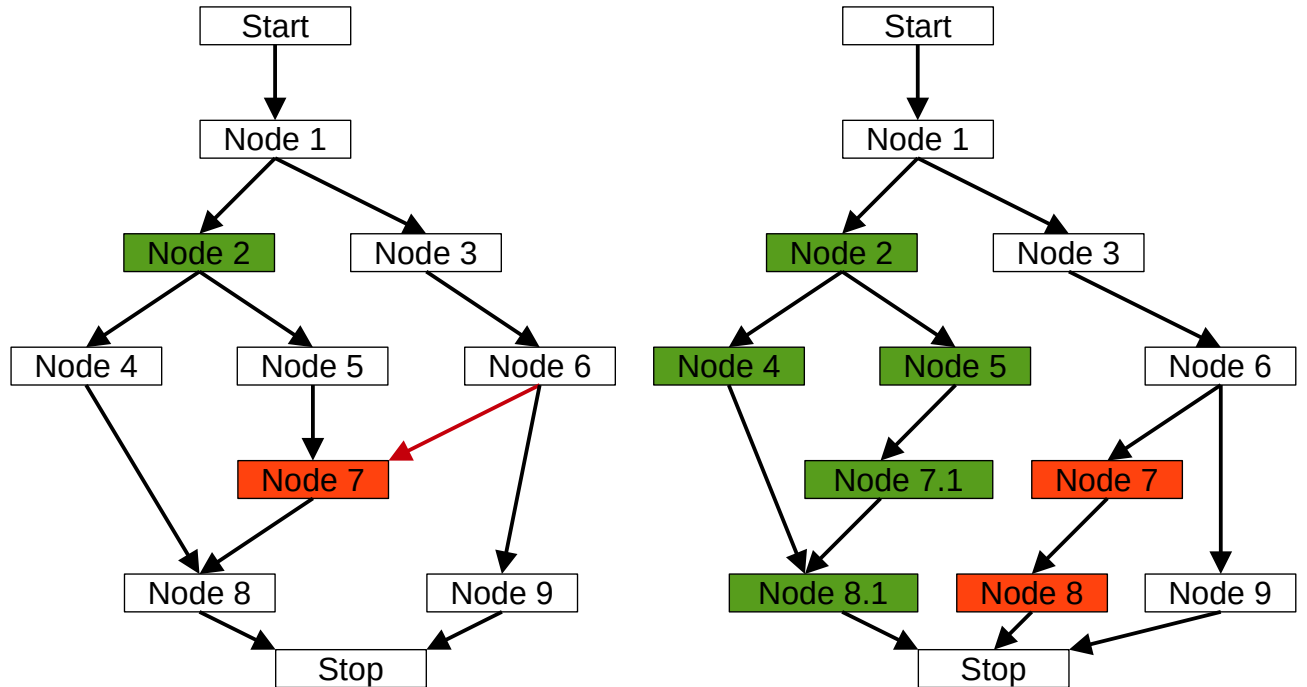 Start
Node 1
Node 2
Node 3
Node 4
Node 5
Node 6
Node 7
Node 8
Node 9
Stop
Start
Node 1
Node 2
Node 3
Node 4
Node 5
Node 6
Node 7.1
Node 7
Node 8.1
Node 8
Node 9
Stop